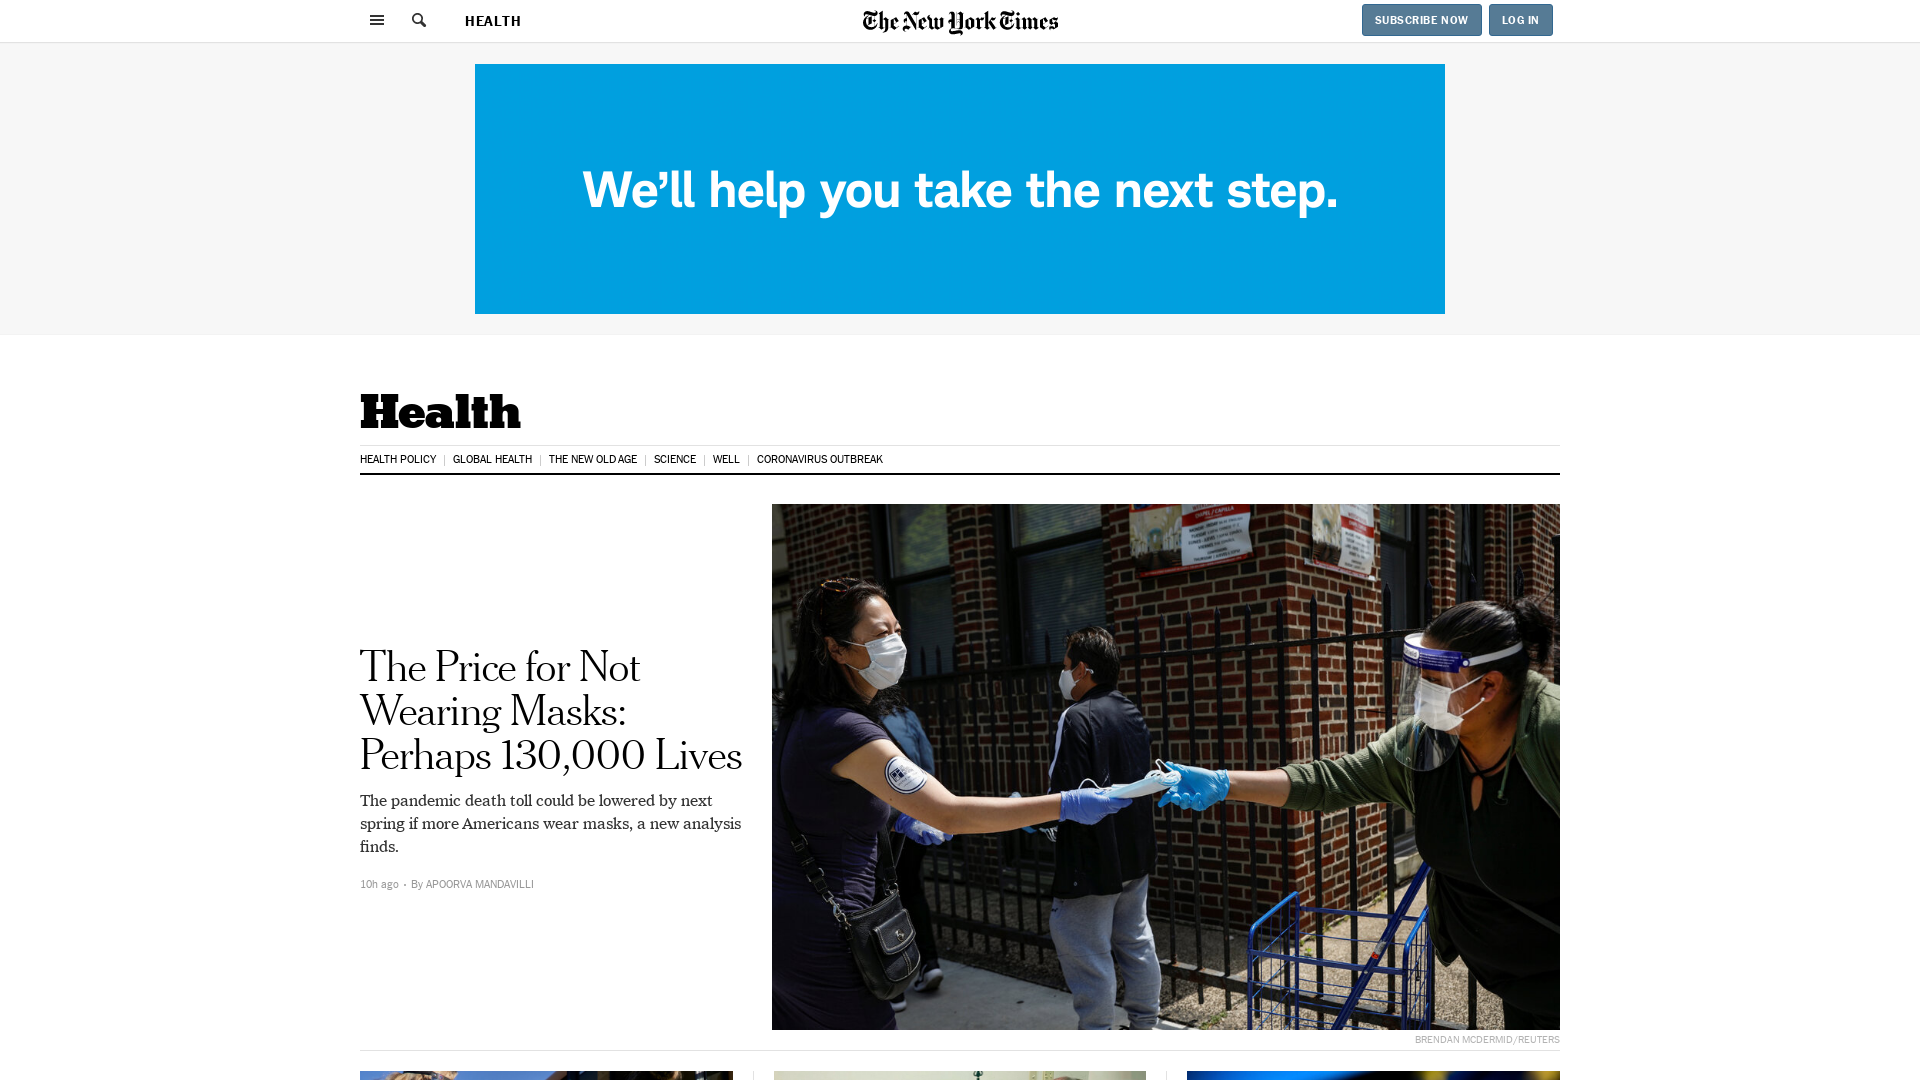 HEALTH
The New York Times
SUBSCRIBE NOW
LOG IN
We'll help you take the next step.
Health
HEALTH POLICY
GLOBAL HEALTH
THE NEW OLD AGE
SCIENCE
WELL
CORONAVIRUS OUTBREAK
The Price for Not
Wearing Masks:
Perhaps 130,000 Lives
The pandemic death toll could be lowered by next
spring if more Americans wear masks, a new analysis
finds.
10h ago · By APOORVA MANDAVILLI
BRENDAN MCDERMID/REUTERS